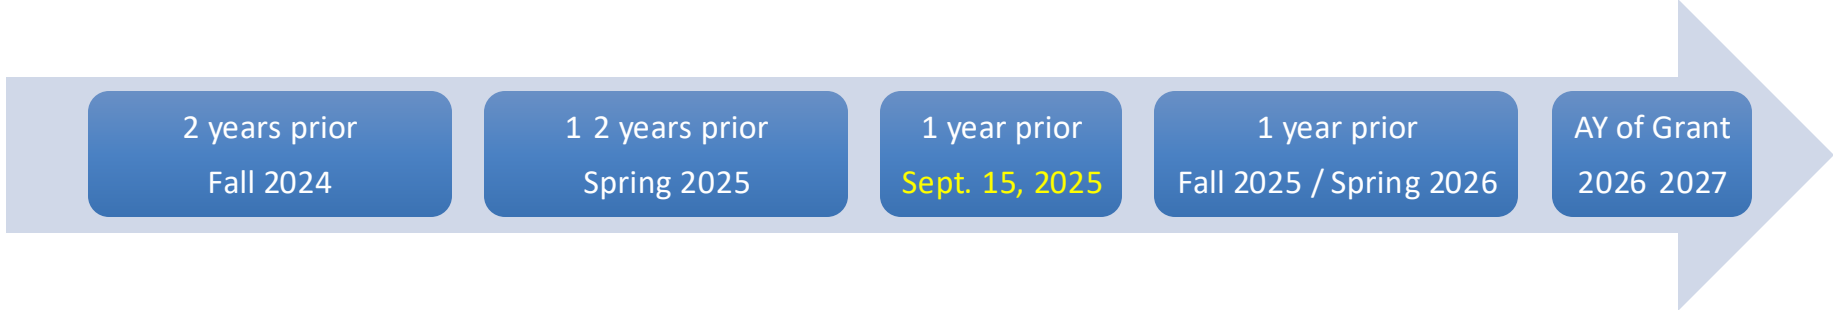 2 years prior
Fall 2024
1 2 years prior
Spring 2025
1 year prior
Sept. 15, 2025
1 year prior
Fall 2025 / Spring 2026
AY of Grant
2026 2027